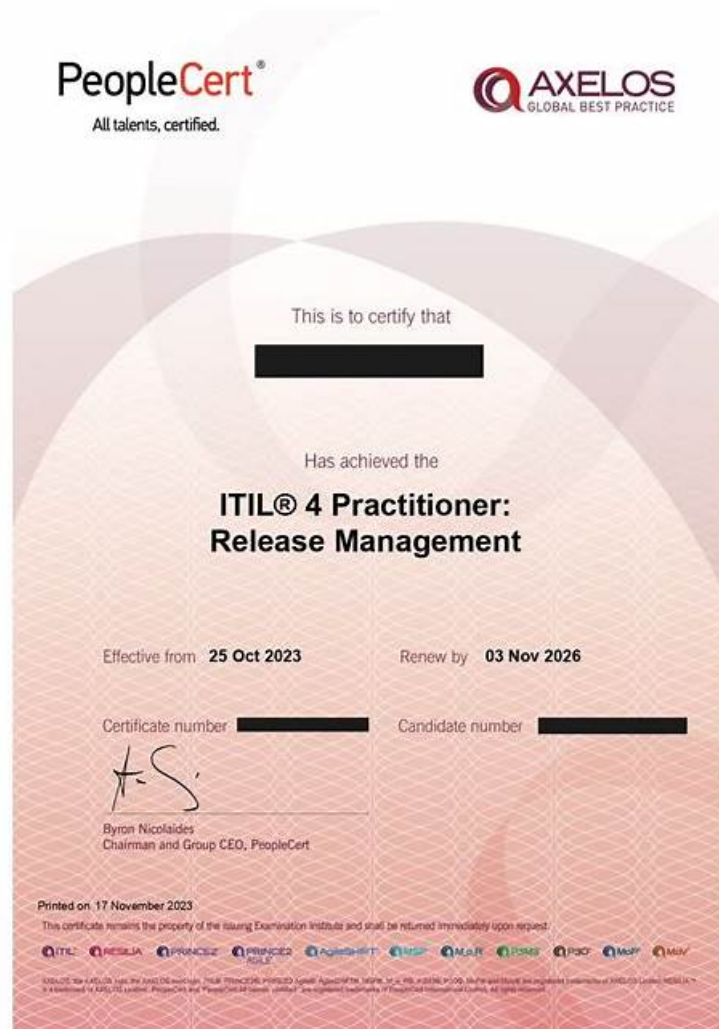 PeopleCert®
All talents, certified.
AXELOS
GLOBAL BEST PRACTICE
This is to certify that
Has achieved the
ITIL® 4 Practitioner:
Release Management
Effective from 25 Oct 2023
Renew by 03 Nov 2026
Certificate number
Candidate number
Byron Nicolaides
Chairman and Group CEO, PeopleCert
Printed on 17 November 2023
This certificate remains the property of the issuing Examination Institute and shall be returned immediately upon request.
ITIL® RESILIA PRINCE2 PRINCE2 AGILE® AgileSHIFT MSP® M_o_R P3M3 P3O® MoP® MoV®